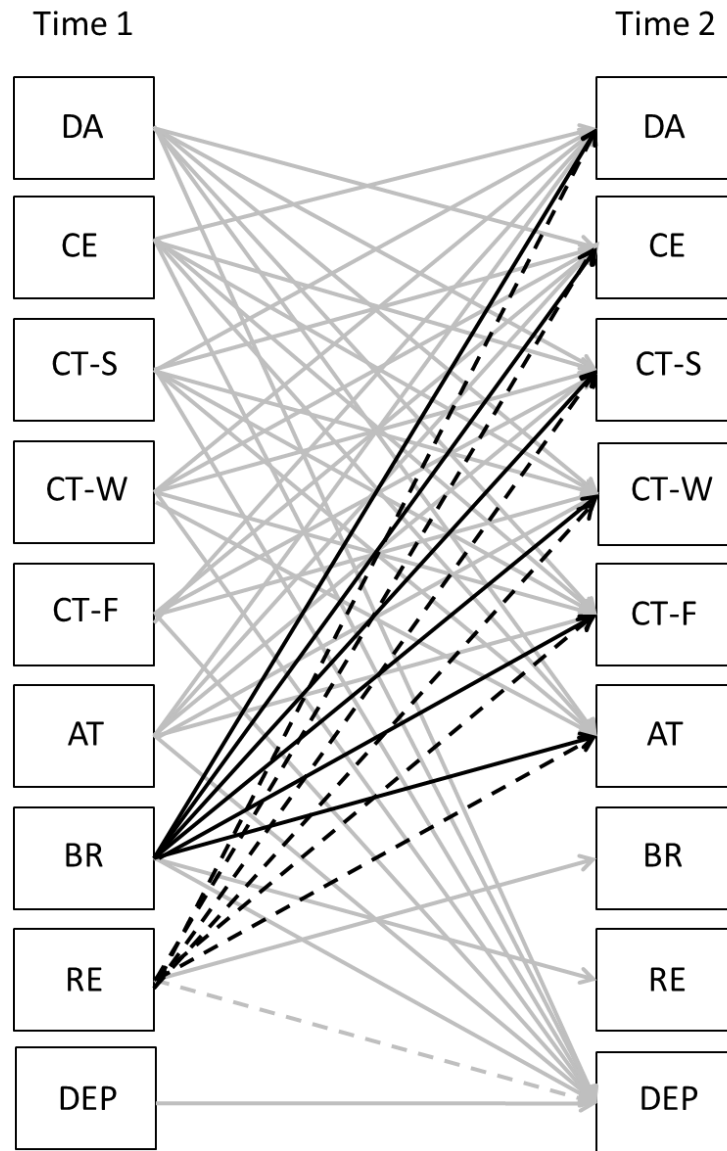 Time 1 Time 2
DA DA
CE CE
CT-S CT-S
CT-W CT-W
CT-F CT-F
AT AT
BR BR
RE RE
DEP DEP